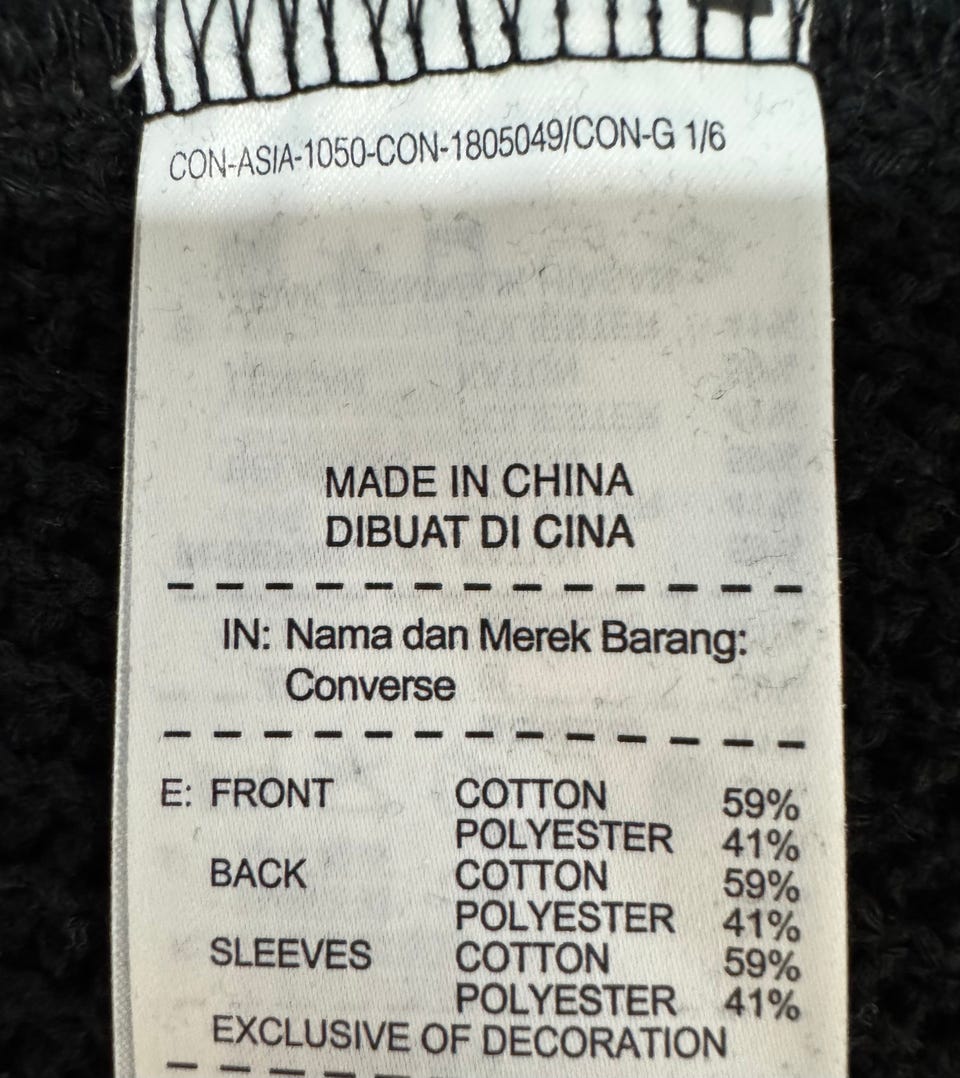 CON-ASIA-1050-CON-1805049/CON-G 1/6
MADE IN CHINA
DIBUAT DI CINA
IN: Nama dan Merek Barang:
Converse
E: FRONT COTTON 59%
POLYESTER 41%
BACK COTTON 59%
POLYESTER 41%
SLEEVES COTTON 59%
POLYESTER 41%
EXCLUSIVE OF DECORATION